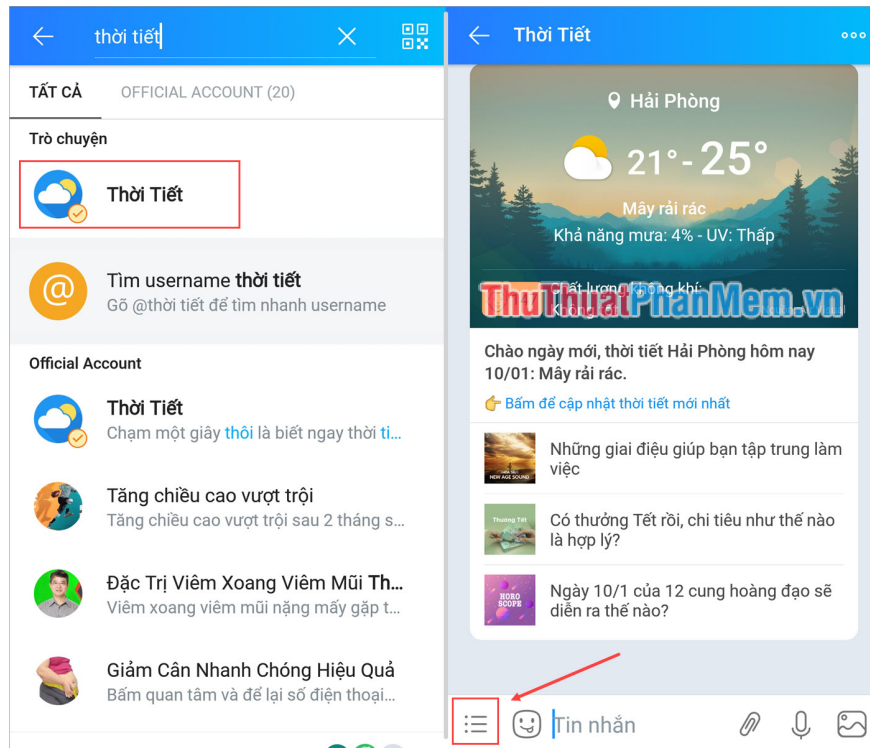 thời tiết
TẤT CẢ
OFFICIAL ACCOUNT (20)
Trò chuyện
Thời Tiết
@
Tìm username thời tiết
Gõ @thời tiết để tìm nhanh username
Official Account
Thời Tiết
Chạm một giây thôi là biết ngay thời ti...
Tăng chiều cao vượt trội
Tăng chiều cao vượt trội sau 2 tháng s...
Đặc Trị Viêm Xoang Viêm Mũi Th...
Viêm xoang viêm mũi nặng mấy gặp t...
Giảm Cân Nhanh Chóng Hiệu Quả
Bấm quan tâm và để lại số điện thoại...
Thời Tiết
Hải Phòng
21°-25°
Mây rải rác
Khả năng mưa: 4% - UV: Thấp
Chất lượng không khí:
ThuThuatPhanMem.vn
Chào ngày mới, thời tiết Hải Phòng hôm nay
10/01: Mây rải rác.
👉 Bấm để cập nhật thời tiết mới nhất
NEW AGE SOUND
Những giai điệu giúp bạn tập trung làm
việc
Thưởng Tết
Có thưởng Tết rồi, chi tiêu như thế nào
là hợp lý?
HORO
SCOPE
Ngày 10/1 của 12 cung hoàng đạo sẽ
diễn ra thế nào?
Tin nhắn